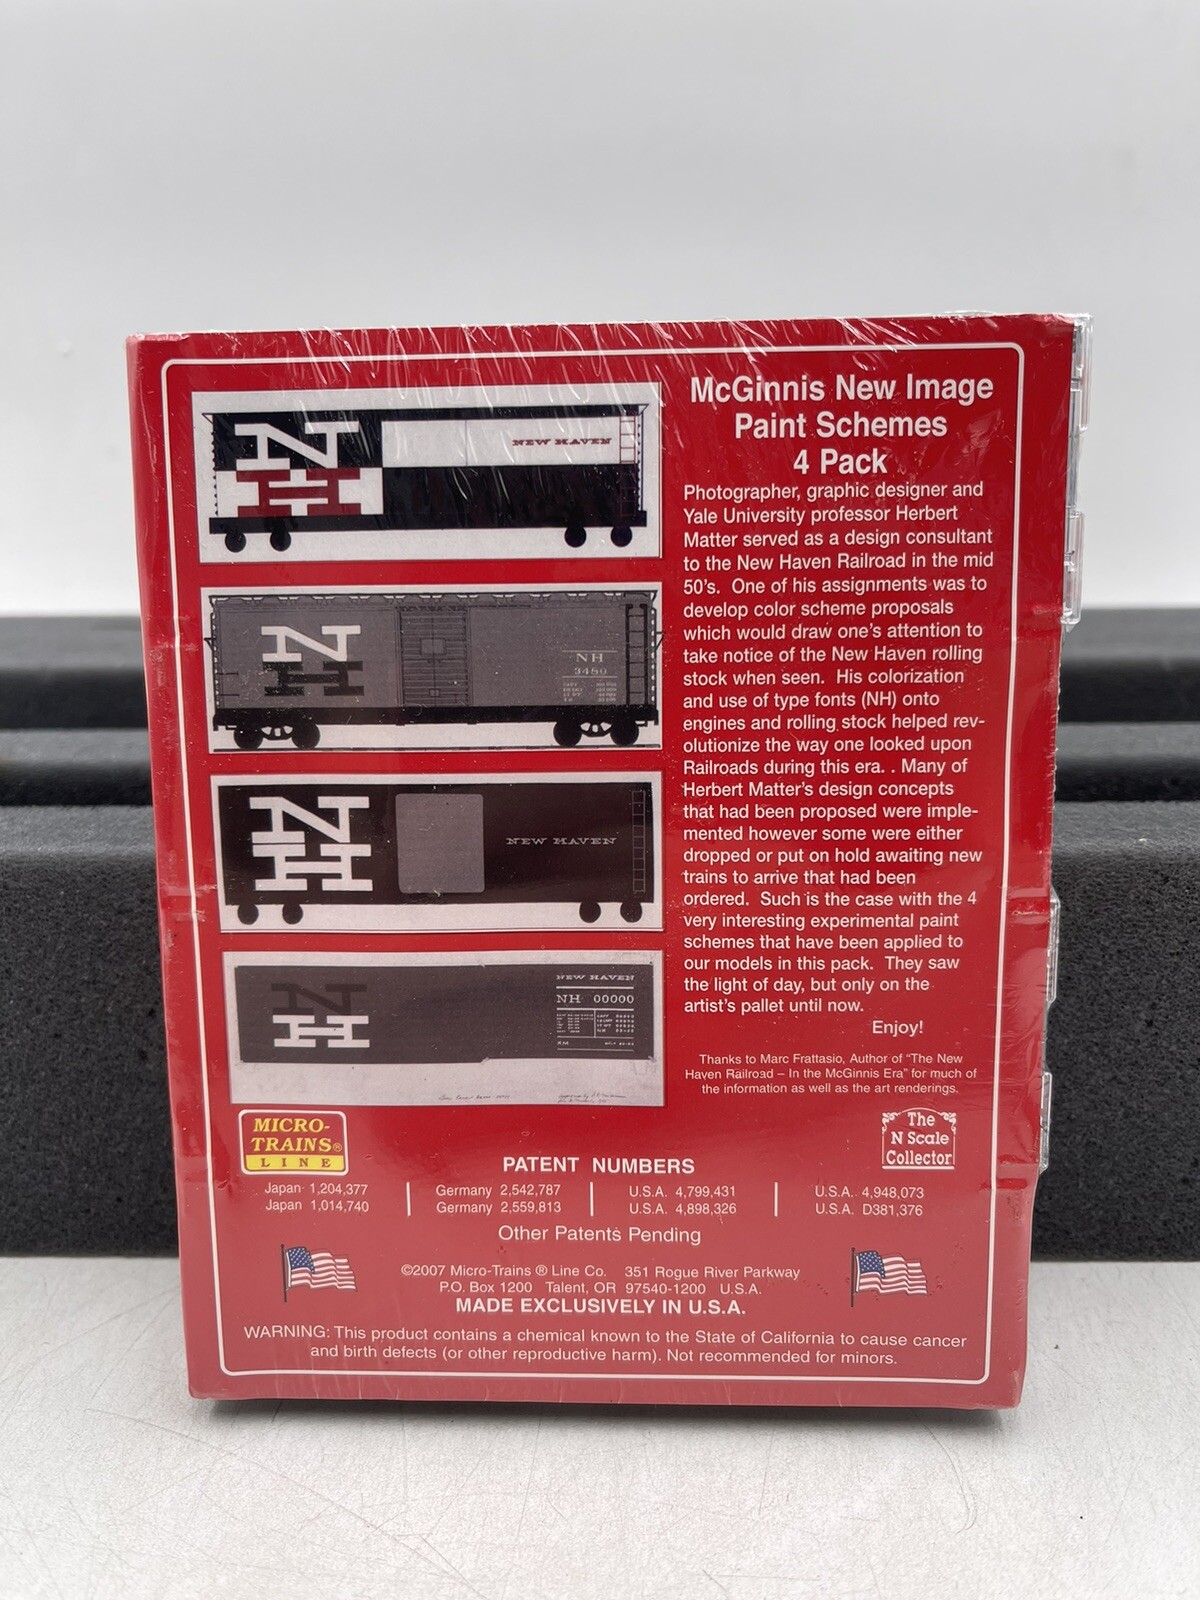 McGinnis New Image
Paint Schemes
4 Pack
Photographer, graphic designer and
Yale University professor Herbert
Matter served as a design consultant
to the New Haven Railroad in the mid
50's. One of his assignments was to
develop color scheme proposals
which would draw one's attention to
take notice of the New Haven rolling
stock when seen. His colorization
and use of type fonts (NH) onto
engines and rolling stock helped rev-
olutionize the way one looked upon
Railroads during this era. . Many of
Herbert Matter's design concepts
that had been proposed were imple-
mented however some were either
dropped or put on hold awaiting new
trains to arrive that had been
ordered. Such is the case with the 4
very interesting experimental paint
schemes that have been applied to
our models in this pack. They saw
the light of day, but only on the
artist's pallet until now.
Enjoy!
Thanks to Marc Frattasio, Author of "The New
Haven Railroad – In the McGinnis Era" for much of
the information as well as the art renderings.
N
H
NEW HAVEN
N
H
NH
3480
N
H
NEW HAVEN
N
H
NEW HAVEN
NH 00000
MICRO-
TRAINS®
LINE
The
N Scale
Collector
PATENT NUMBERS
Japan 1,204,377
Japan 1,014,740
Germany 2,542,787
Germany 2,559,813
U.S.A. 4,799,431
U.S.A. 4,898,326
U.S.A. 4,948,073
U.S.A. D381,376
Other Patents Pending
©2007 Micro-Trains ® Line Co. 351 Rogue River Parkway
P.O. Box 1200 Talent, OR 97540-1200 U.S.A.
MADE EXCLUSIVELY IN U.S.A.
WARNING: This product contains a chemical known to the State of California to cause cancer
and birth defects (or other reproductive harm). Not recommended for minors.